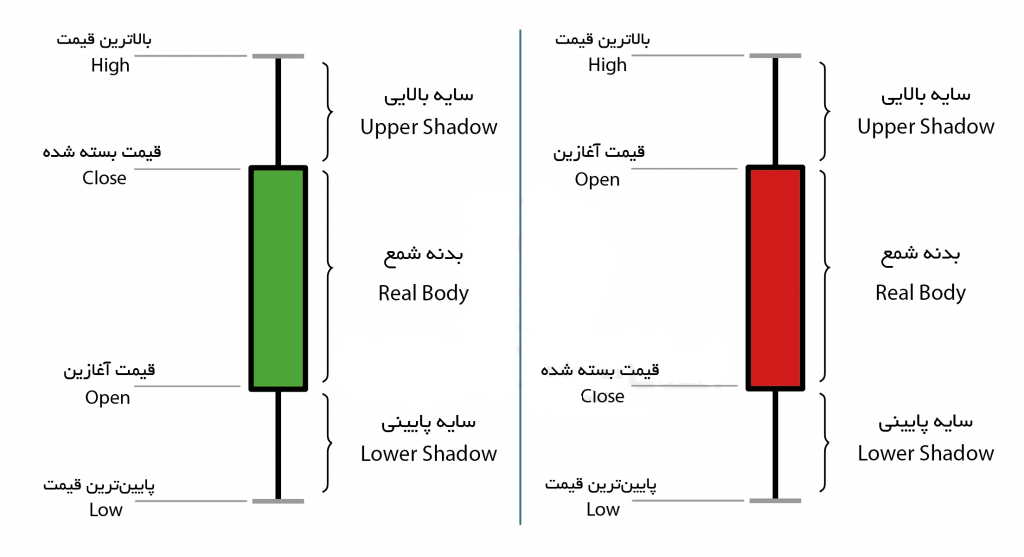 بالاترین قیمت
High
سایه بالایی
Upper Shadow
قیمت بسته شده
Close
بدنه شمع
Real Body
قیمت آغازین
Open
سایه پایینی
Lower Shadow
پایین‌ترین قیمت
Low
بالاترین قیمت
High
سایه بالایی
Upper Shadow
قیمت آغازین
Open
بدنه شمع
Real Body
قیمت بسته شده
Close
سایه پایینی
Lower Shadow
پایین‌ترین قیمت
Low